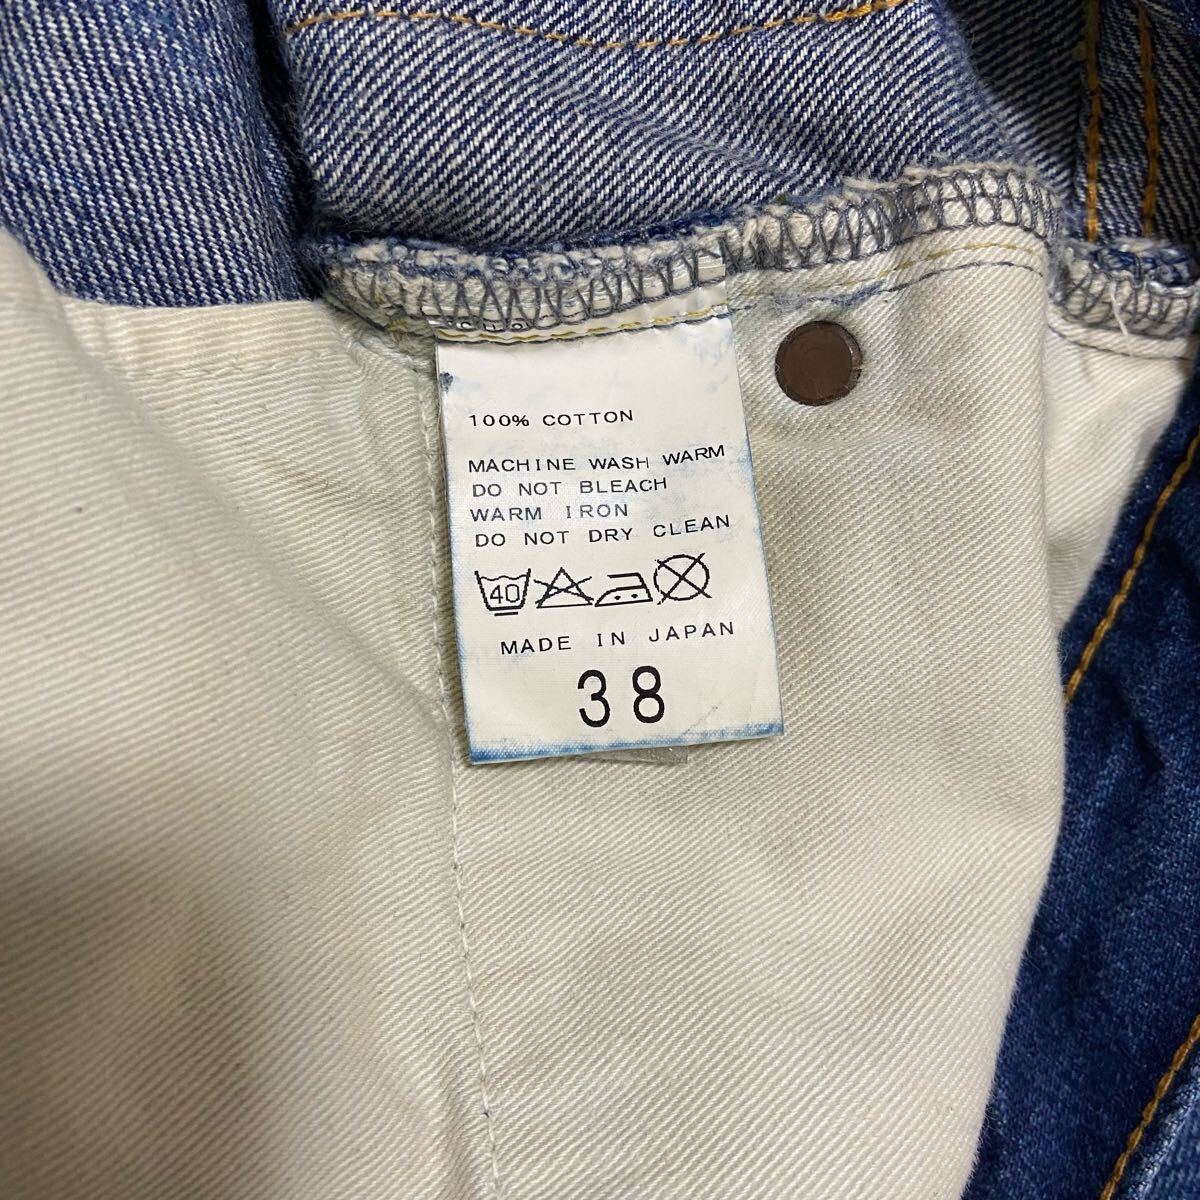 100% COTTON
MACHINE WASH WARM
DO NOT BLEACH
WARM IRON
DO NOT DRY CLEAN
40
MADE IN JAPAN
38